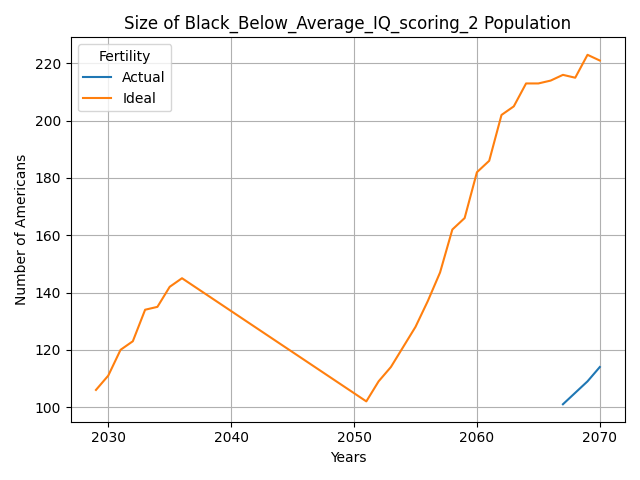 Size of Black_Below_Average_IQ_scoring_2 Population
Fertility
Actual
Ideal
Number of Americans
220
200
180
160
140
120
100
2030 2040 2050 2060 2070
Years